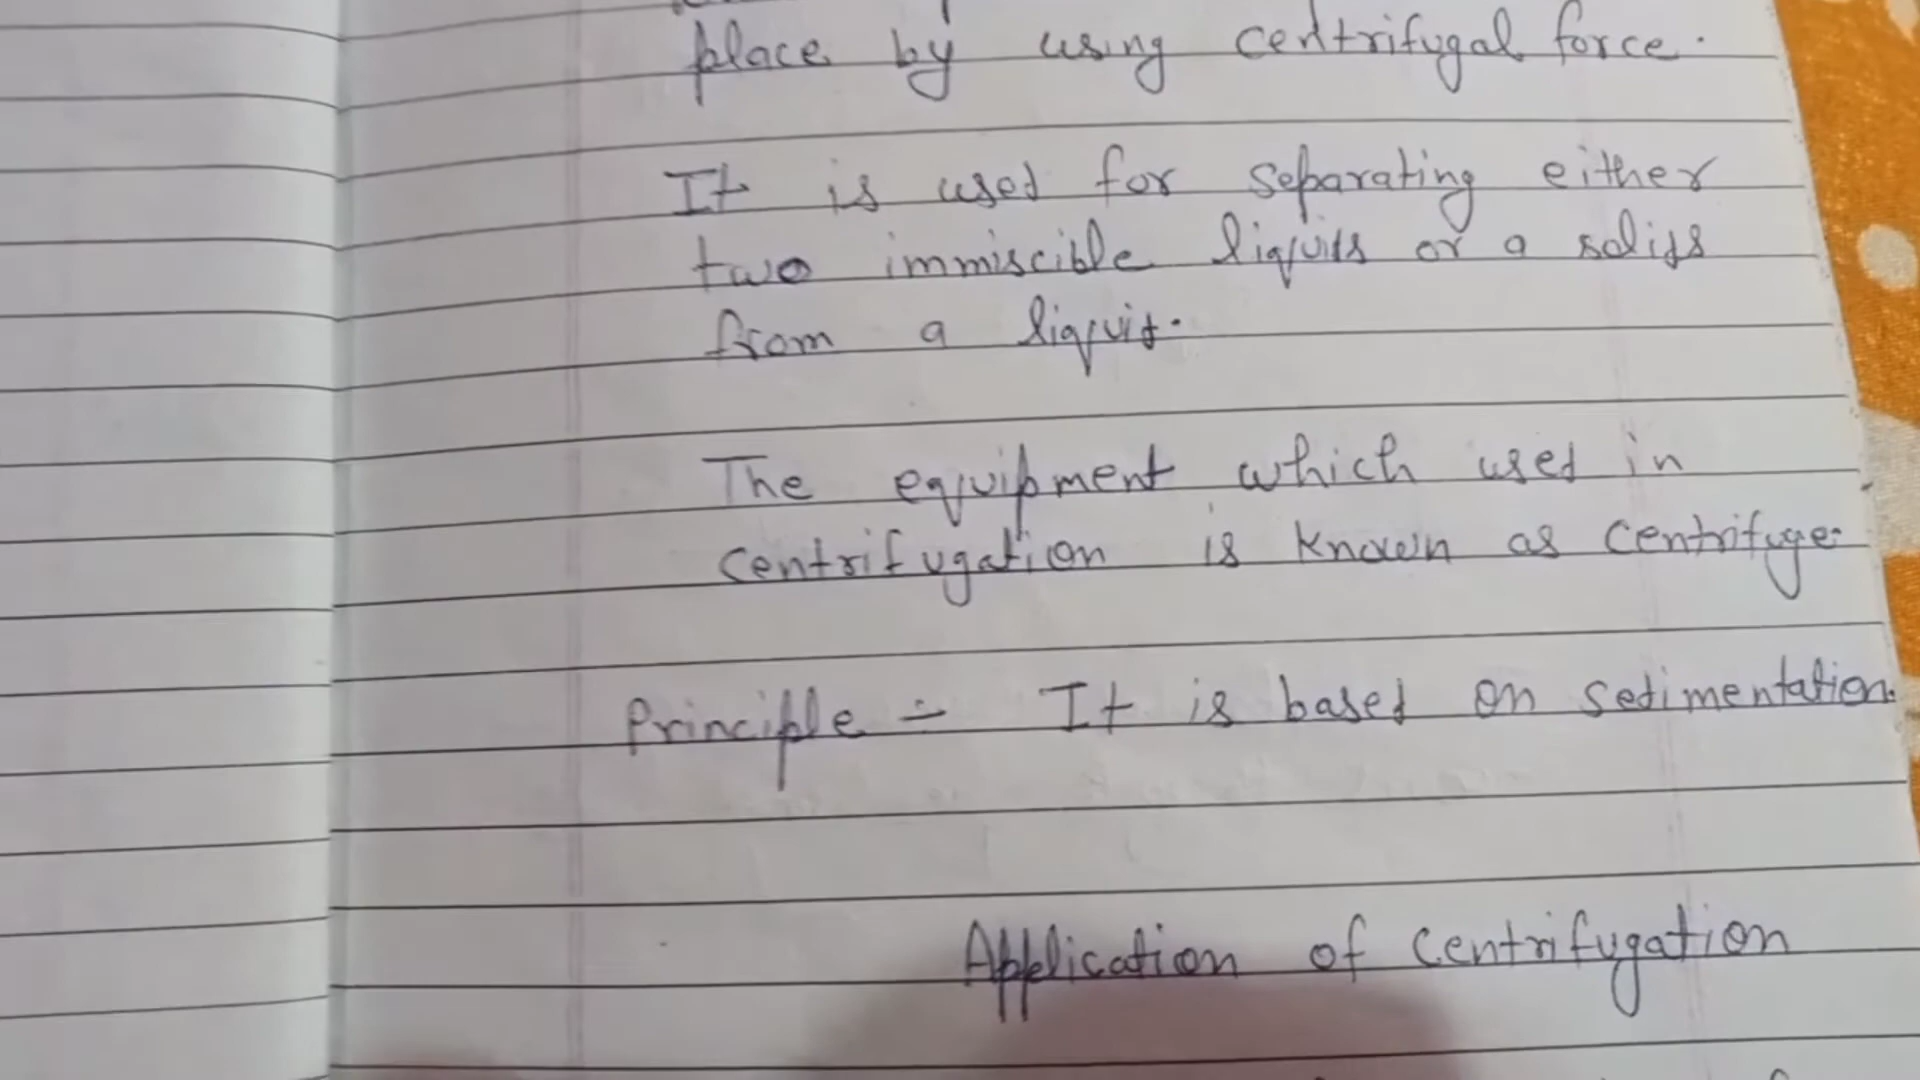 place by using centrifugal force.
It is used for separating either
two immiscible liquids or a solids
from a liquid.
The equipment which used in
centrifugation is known as centrifuge.
Principle :- It is based on sedimentation.
Application of centrifugation